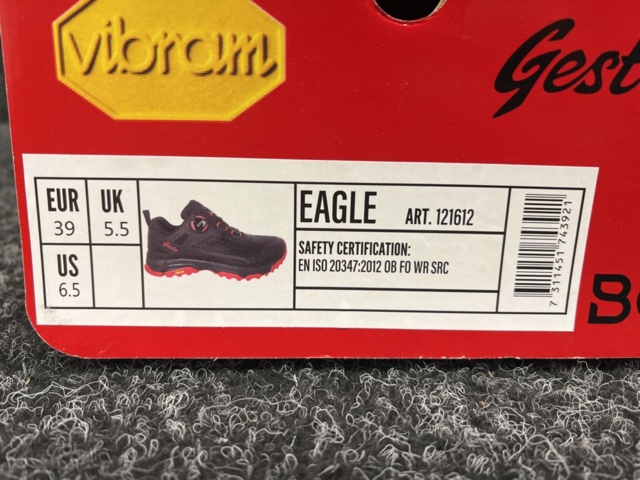 vibram
Gest
EUR
39
UK
5.5
US
6.5
EAGLE ART. 121612
SAFETY CERTIFICATION:
EN ISO 20347:2012 OB FO WR SRC
7 311451 743921